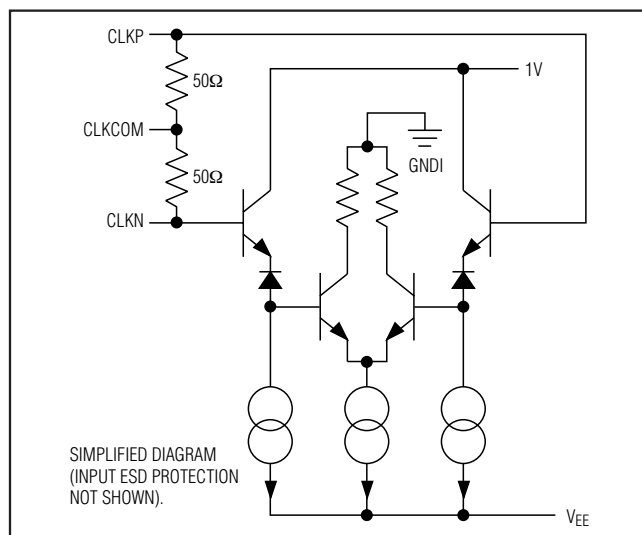 CLKP
50Ω
1V
CLKCOM
GNDI
50Ω
CLKN
SIMPLIFIED DIAGRAM
(INPUT ESD PROTECTION
NOT SHOWN).
VEE